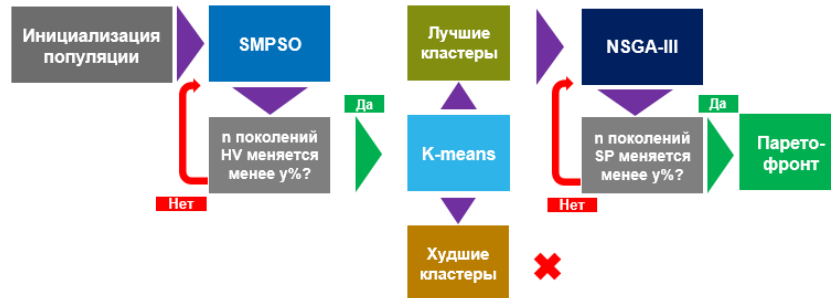 Инициализация
популяции
SMPSO
n поколений
HV меняется
менее y%?
Нет
Да
Лучшие
кластеры
K-means
Худшие
кластеры
NSGA-III
n поколений
SP меняется
менее y%?
Нет
Да
Парето-
фронт